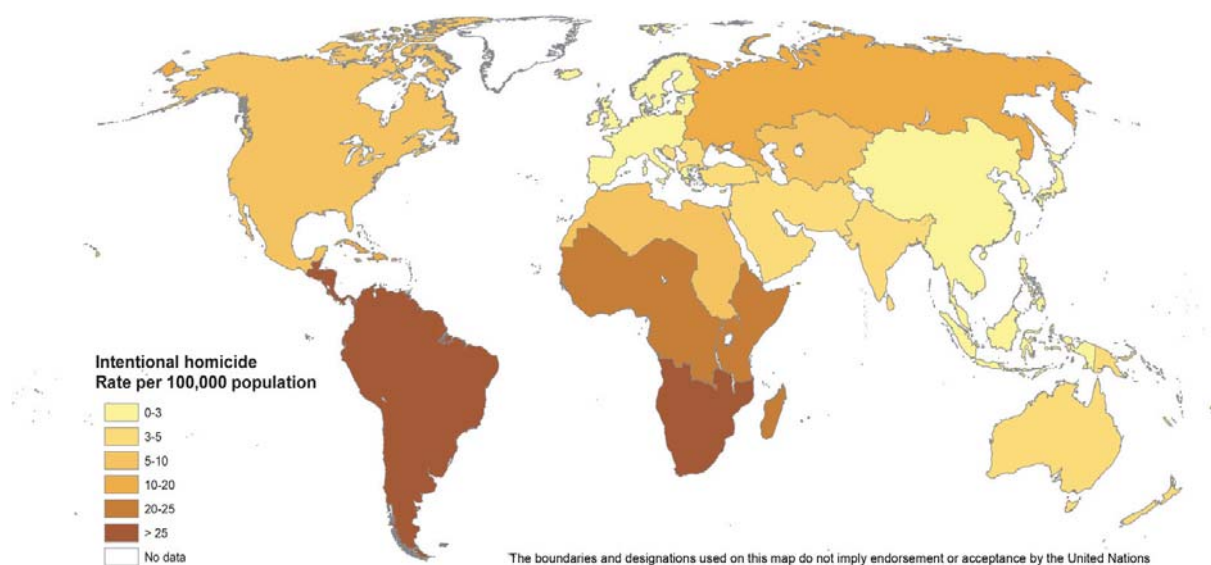 Intentional homicide
Rate per 100,000 population
0-3
3-5
5-10
10-20
20-25
> 25
No data
The boundaries and designations used on this map do not imply endorsement or acceptance by the United Nations